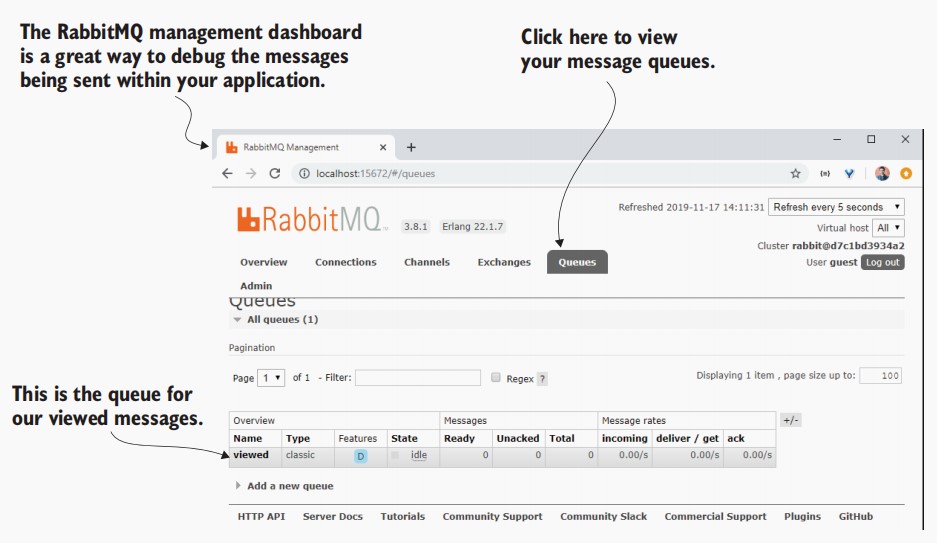 The RabbitMQ management dashboard
is a great way to debug the messages
being sent within your application.
Click here to view
your message queues.
RabbitMQ Management
localhost:15672/#/queues
RabbitMQ TM 3.8.1 Erlang 22.1.7
Refreshed 2019-11-17 14:11:31 Refresh every 5 seconds
Virtual host All
Cluster rabbit@d7c1bd3934a2
User guest Log out
Overview Connections Channels Exchanges Queues
Admin
Queues
All queues (1)
Pagination
Page 1 of 1 - Filter: Regex ?
Displaying 1 item , page size up to: 100
This is the queue for
our viewed messages.
Overview Messages Message rates +/-
Name Type Features State Ready Unacked Total incoming deliver / get ack
viewed classic D idle 0 0 0 0.00/s 0.00/s 0.00/s
Add a new queue
HTTP API Server Docs Tutorials Community Support Community Slack Commercial Support Plugins GitHub